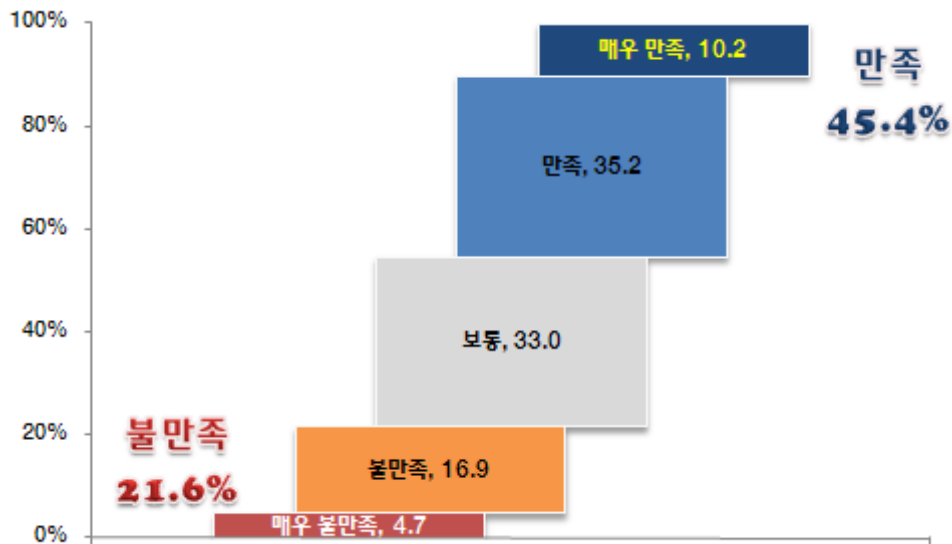 100%
80%
60%
40%
20%
0%
매우 만족, 10.2
만족, 35.2
보통, 33.0
불만족, 16.9
매우 불만족, 4.7
만족
45.4%
불만족
21.6%